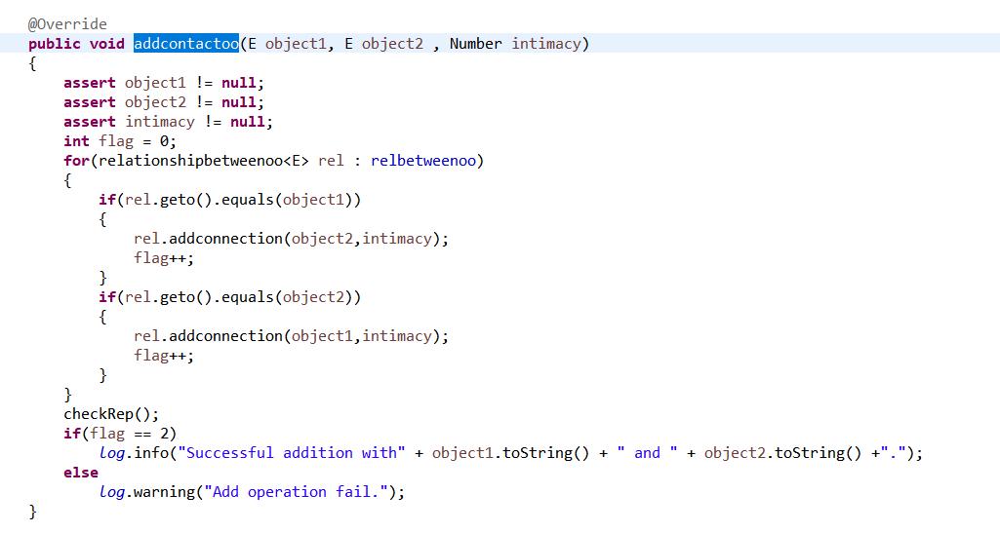 @Override
public void addcontactoo(E object1, E object2 , Number intimacy)
{
    assert object1 != null;
    assert object2 != null;
    assert intimacy != null;
    int flag = 0;
    for(relationshipbetweenoo<E> rel : relbetweenoo)
    {
        if(rel.geto().equals(object1))
        {
            rel.addconnection(object2,intimacy);
            flag++;
        }
        if(rel.geto().equals(object2))
        {
            rel.addconnection(object1,intimacy);
            flag++;
        }
    }
    checkRep();
    if(flag == 2)
        log.info("Successful addition with" + object1.toString() + " and " + object2.toString() +".");
    else
        log.warning("Add operation fail.");
}